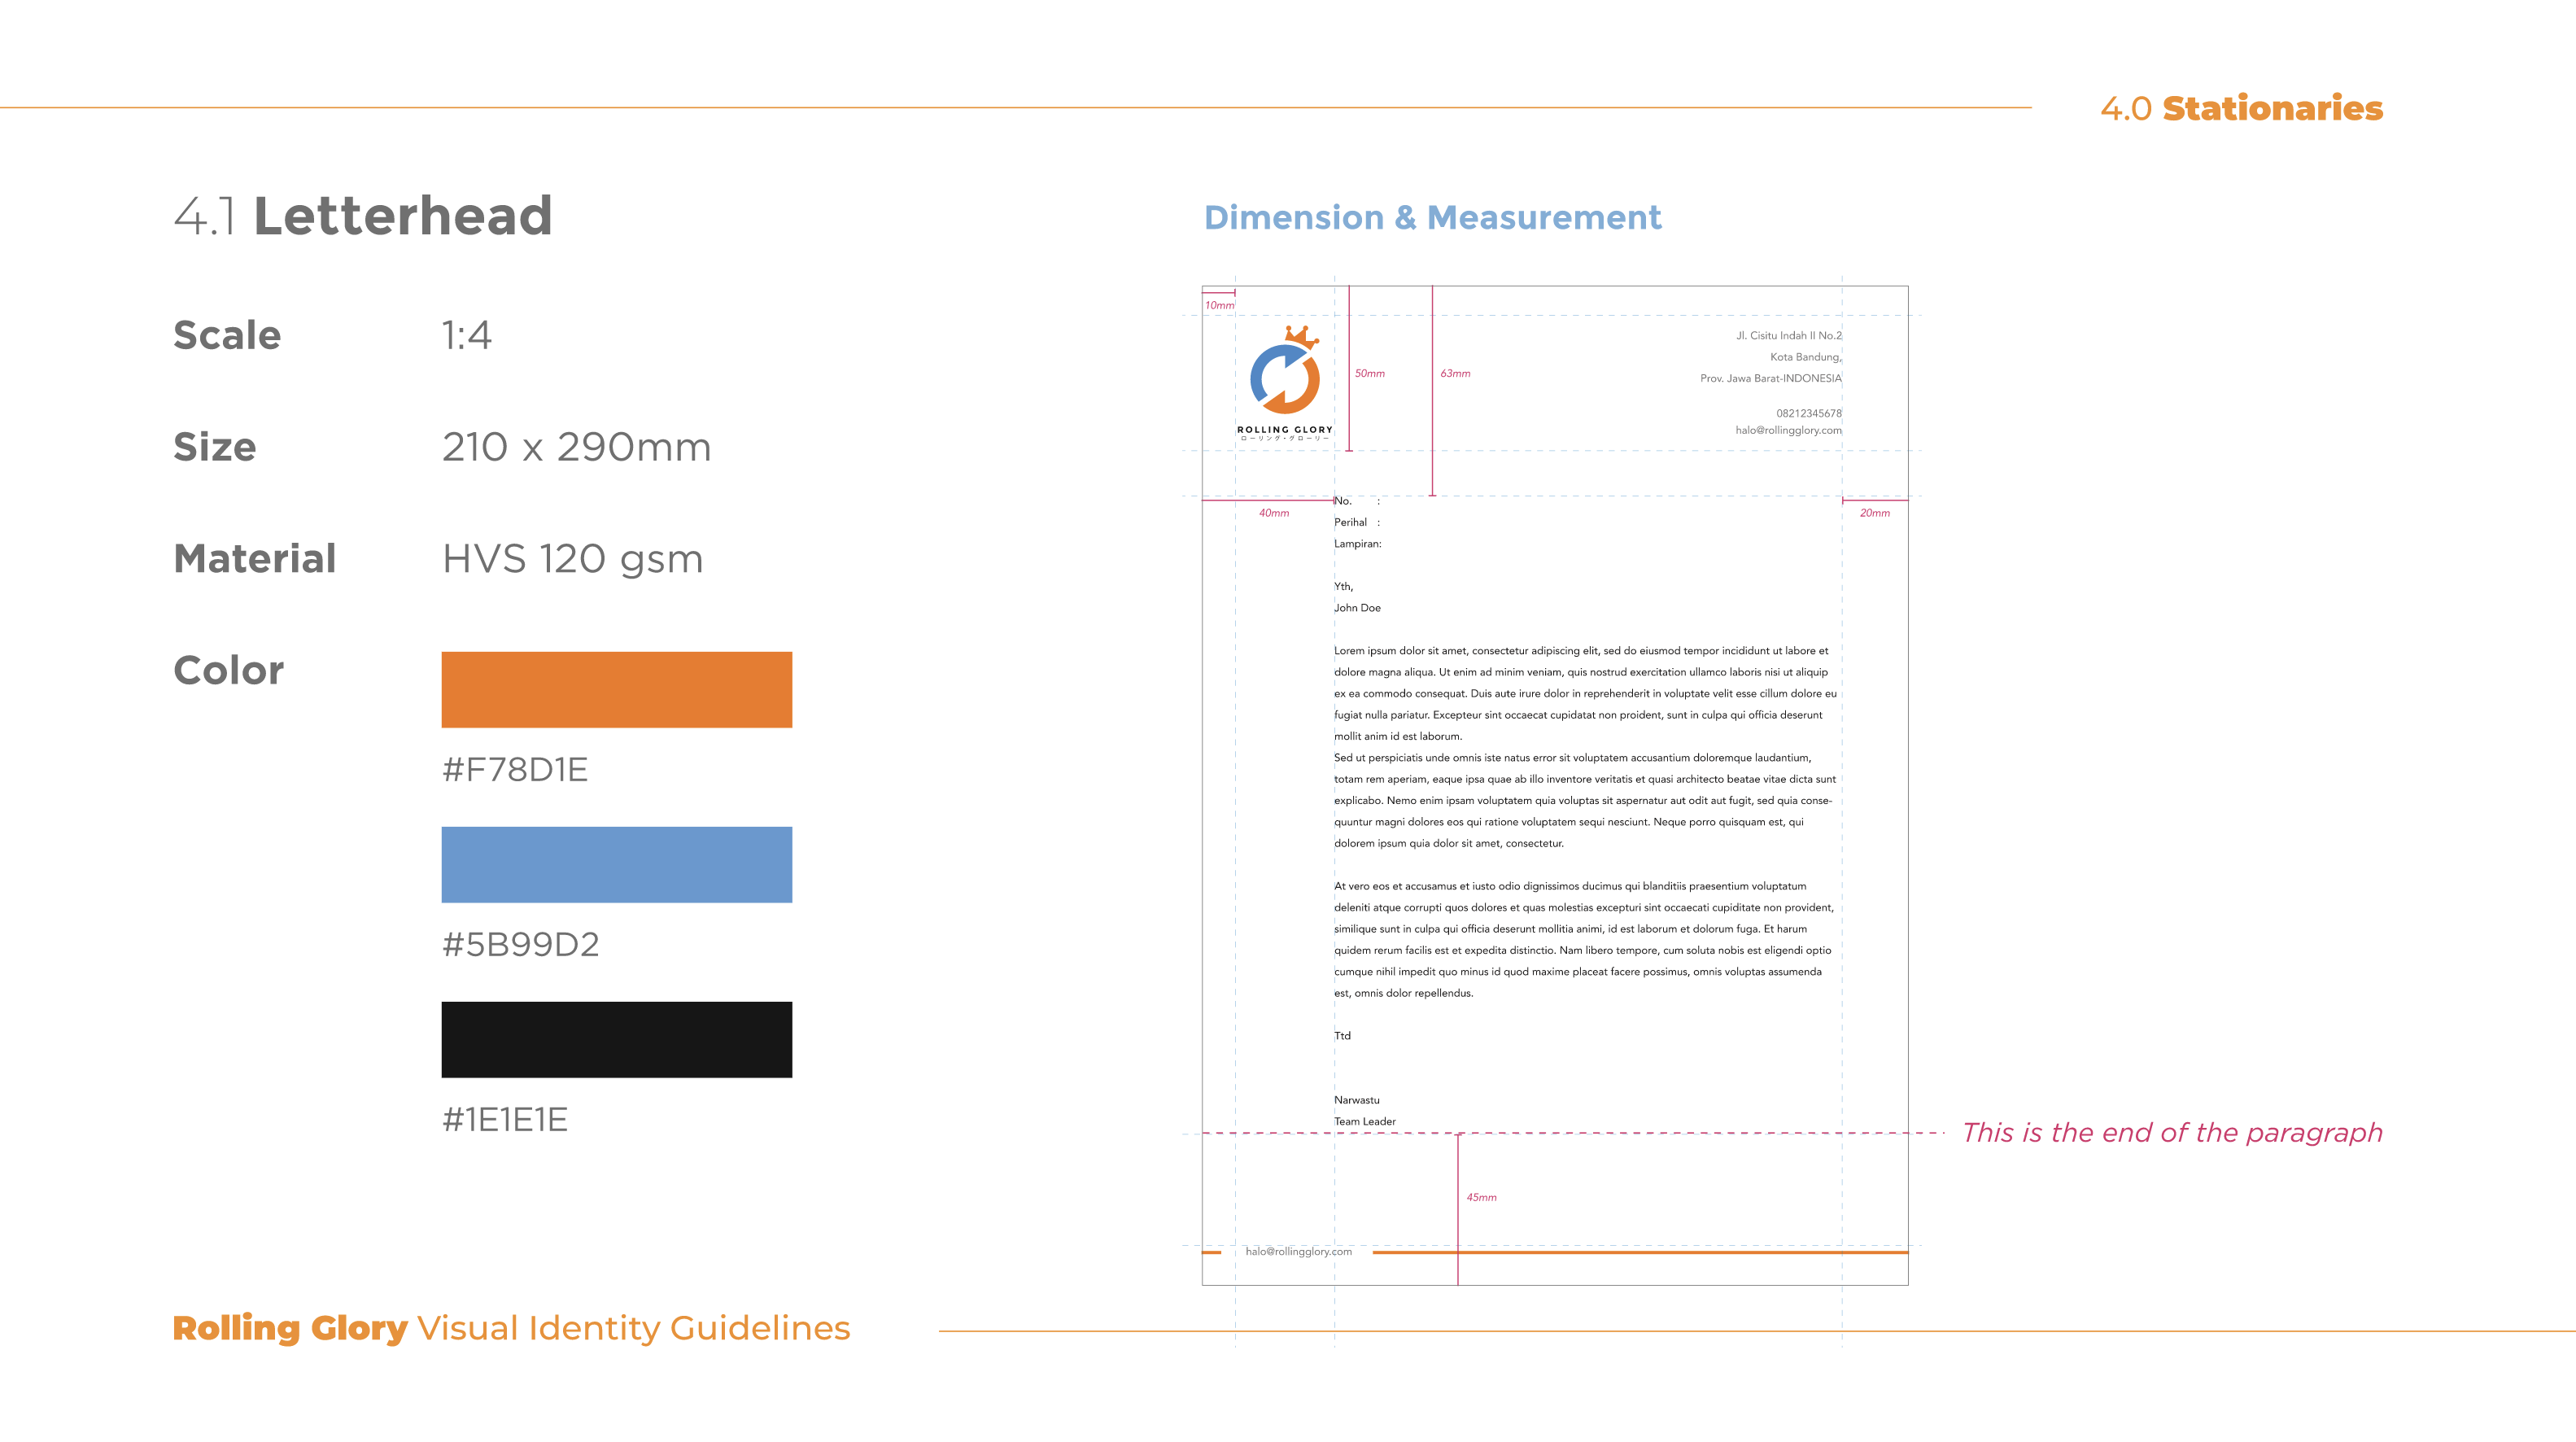 4.0 Stationaries
4.1 Letterhead
Scale 1:4
Size 210 x 290mm
Material HVS 120 gsm
Color
#F78D1E
#5B99D2
#1E1E1E
Dimension & Measurement
10mm
50mm
63mm
ROLLING GLORY
ローリング・グローリー
Jl. Cisitu Indah II No.2
Kota Bandung,
Prov. Jawa Barat-INDONESIA
08212345678
halo@rollingglory.com
40mm
20mm
No. :
Perihal :
Lampiran:
Yth,
John Doe
Lorem ipsum dolor sit amet, consectetur adipiscing elit, sed do eiusmod tempor incididunt ut labore et
dolore magna aliqua. Ut enim ad minim veniam, quis nostrud exercitation ullamco laboris nisi ut aliquip
ex ea commodo consequat. Duis aute irure dolor in reprehenderit in voluptate velit esse cillum dolore eu
fugiat nulla pariatur. Excepteur sint occaecat cupidatat non proident, sunt in culpa qui officia deserunt
mollit anim id est laborum.
Sed ut perspiciatis unde omnis iste natus error sit voluptatem accusantium doloremque laudantium,
totam rem aperiam, eaque ipsa quae ab illo inventore veritatis et quasi architecto beatae vitae dicta sunt
explicabo. Nemo enim ipsam voluptatem quia voluptas sit aspernatur aut odit aut fugit, sed quia conse-
quuntur magni dolores eos qui ratione voluptatem sequi nesciunt. Neque porro quisquam est, qui
dolorem ipsum quia dolor sit amet, consectetur.
At vero eos et accusamus et iusto odio dignissimos ducimus qui blanditiis praesentium voluptatum
deleniti atque corrupti quos dolores et quas molestias excepturi sint occaecati cupiditate non provident,
similique sunt in culpa qui officia deserunt mollitia animi, id est laborum et dolorum fuga. Et harum
quidem rerum facilis est et expedita distinctio. Nam libero tempore, cum soluta nobis est eligendi optio
cumque nihil impedit quo minus id quod maxime placeat facere possimus, omnis voluptas assumenda
est, omnis dolor repellendus.
Ttd
Narwastu
Team Leader
This is the end of the paragraph
45mm
halo@rollingglory.com
Rolling Glory Visual Identity Guidelines